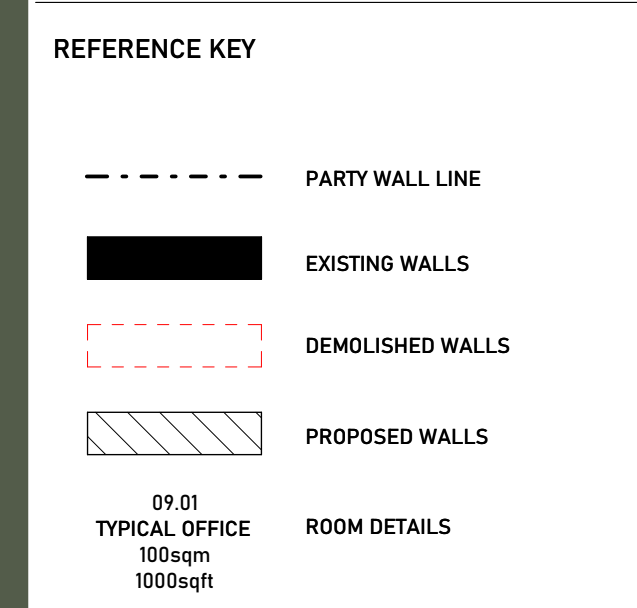 REFERENCE KEY
PARTY WALL LINE
EXISTING WALLS
DEMOLISHED WALLS
PROPOSED WALLS
09.01
TYPICAL OFFICE
100sqm
1000sqft
ROOM DETAILS